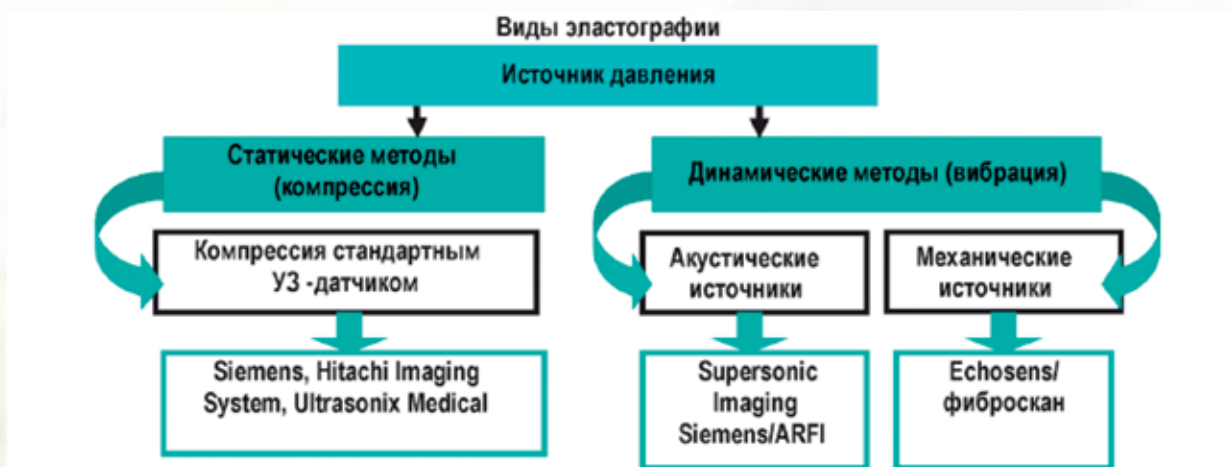 Виды эластографии
Источник давления
Статические методы
(компрессия)
Динамические методы (вибрация)
Компрессия стандартным
УЗ -датчиком
Акустические
источники
Механические
источники
Siemens, Hitachi Imaging
System, Ultrasonix Medical
Supersonic
Imaging
Siemens/ARFI
Echosens/
фиброскан